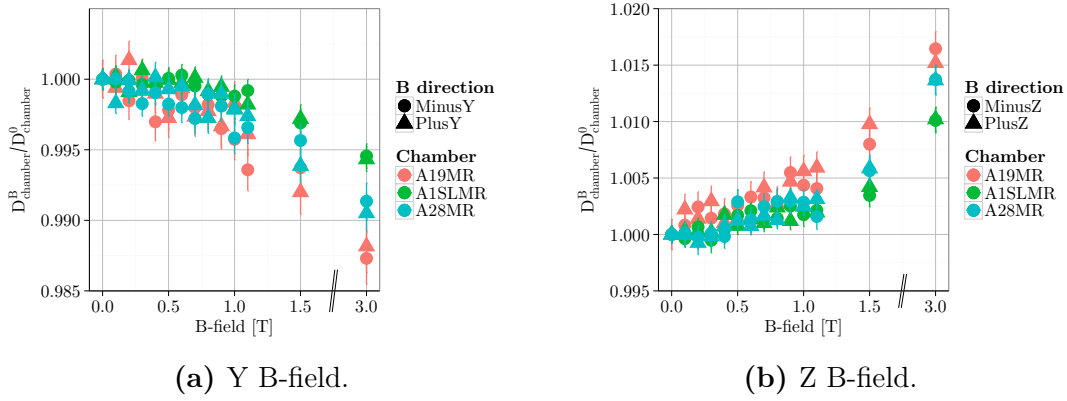 1.000
0.995
0.990
0.985
D^B_chamber/D^0_chamber
0.0 0.5 1.0 1.5 3.0
B-field [T]
B direction
MinusY
PlusY
Chamber
A19MR
A1SLMR
A28MR
(a) Y B-field.
1.020
1.015
1.010
1.005
1.000
0.995
D^B_chamber/D^0_chamber
0.0 0.5 1.0 1.5 3.0
B-field [T]
B direction
MinusZ
PlusZ
Chamber
A19MR
A1SLMR
A28MR
(b) Z B-field.